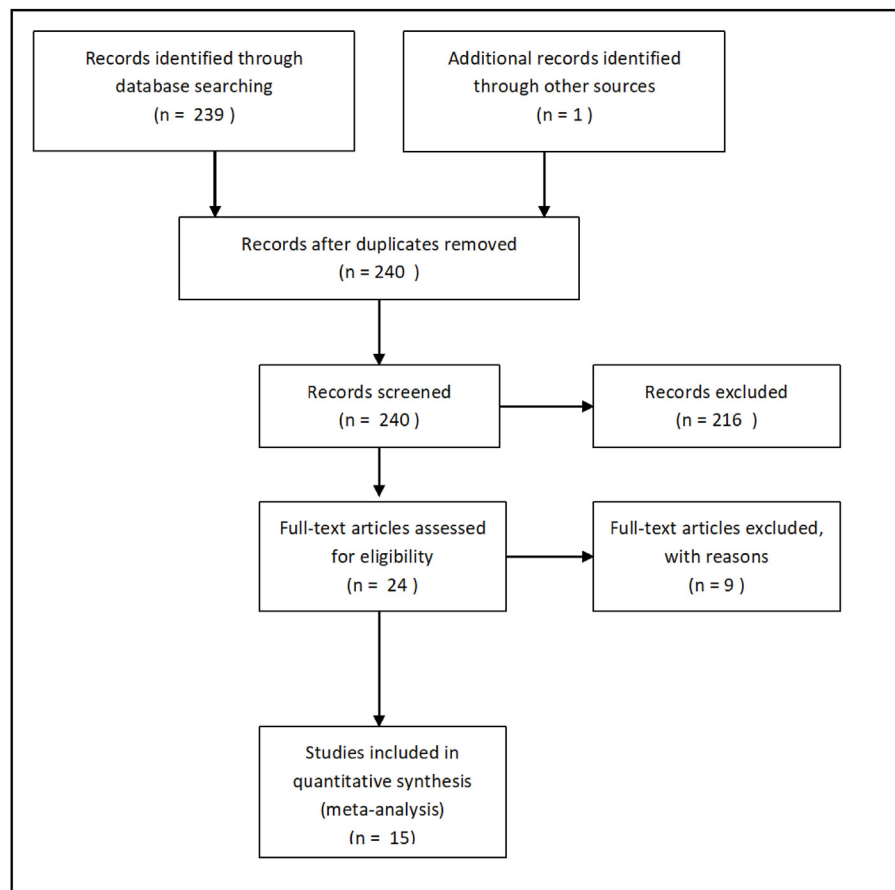 Records identified through
database searching
(n = 239 )
Additional records identified
through other sources
(n = 1 )
Records after duplicates removed
(n = 240 )
Records screened
(n = 240 )
Records excluded
(n = 216 )
Full-text articles assessed
for eligibility
(n = 24 )
Full-text articles excluded,
with reasons
(n = 9 )
Studies included in
quantitative synthesis
(meta-analysis)
(n = 15)